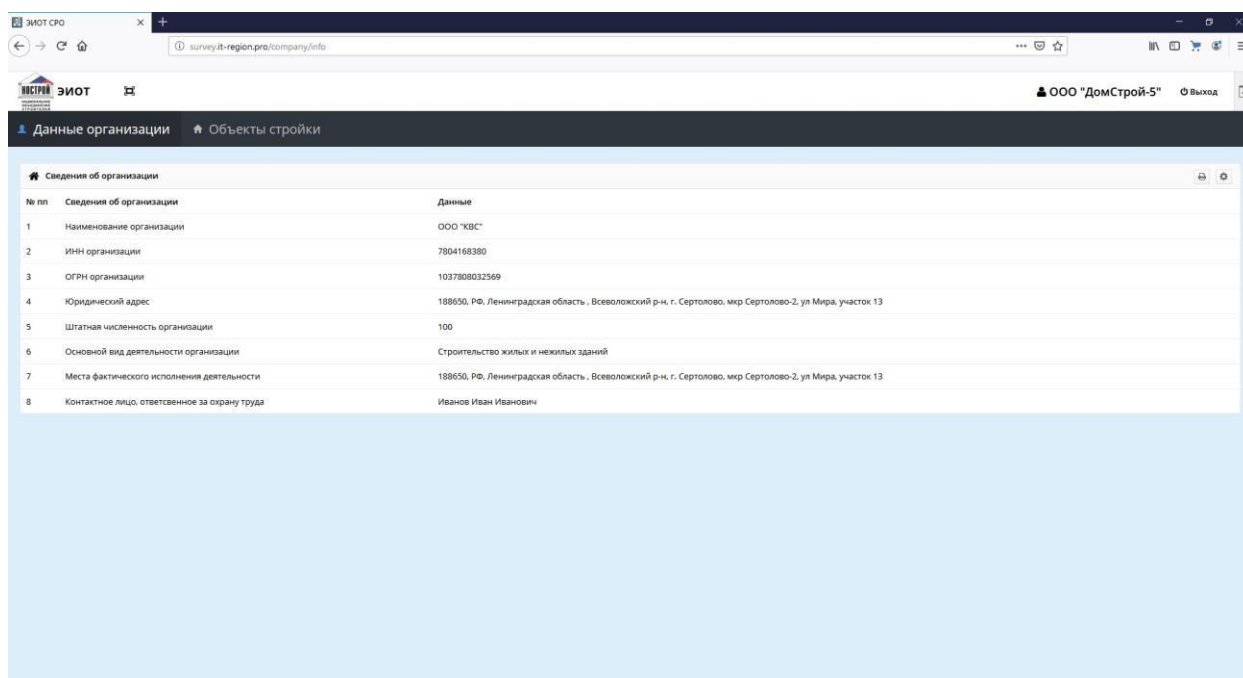 ЭИОТ СРО
survey.it-region.pro/company/info
НОСТРОЙ ЭИОТ ООО "ДомСтрой-5" Выход
Данные организации Объекты стройки
Сведения об организации
№ пп Сведения об организации Данные
1 Наименование организации ООО "КВС"
2 ИНН организации 7804168380
3 ОГРН организации 1037808032569
4 Юридический адрес 188650, РФ, Ленинградская область , Всеволожский р-н, г. Сертолово, мкр Сертолово-2, ул Мира, участок 13
5 Штатная численность организации 100
6 Основной вид деятельности организации Строительство жилых и нежилых зданий
7 Места фактического исполнения деятельности 188650, РФ, Ленинградская область , Всеволожский р-н, г. Сертолово, мкр Сертолово-2, ул Мира, участок 13
8 Контактное лицо, ответсвенное за охрану труда Иванов Иван Иванович